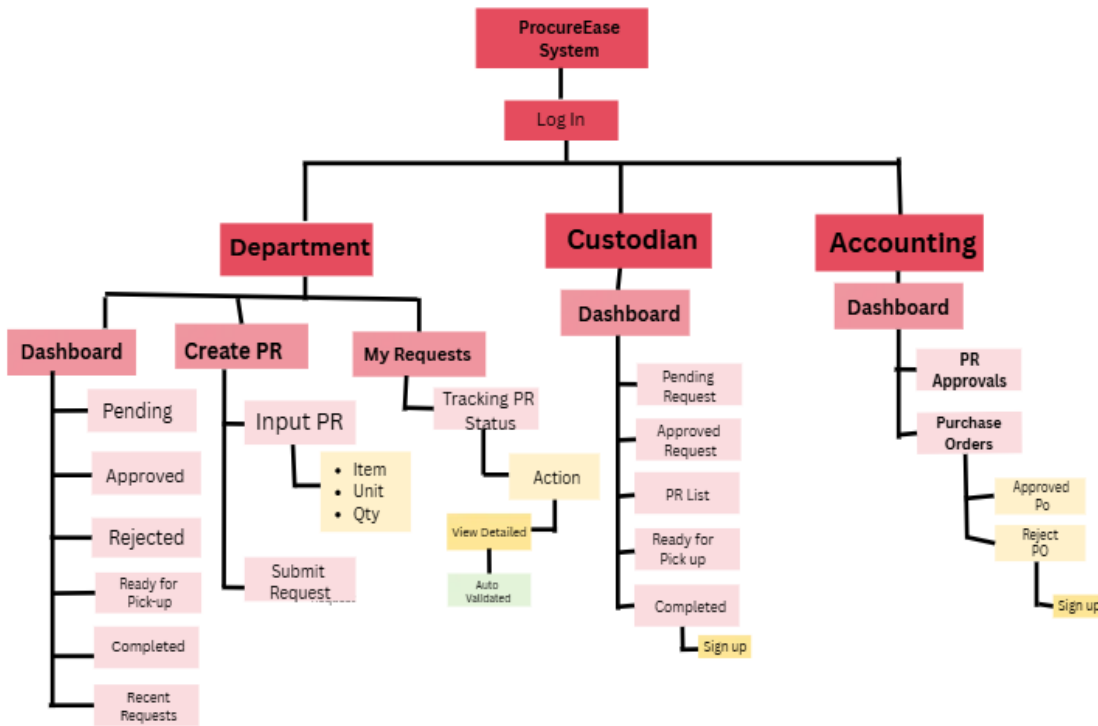 ProcureEase
System
Log In
Department
Custodian
Accounting
Dashboard
Create PR
My Requests
Dashboard
Dashboard
Pending
Approved
Rejected
Ready for
Pick-up
Completed
Recent
Requests
Input PR
• Item
• Unit
• Qty
Submit
Request
Tracking PR
Status
Action
View Detailed
Auto
Validated
Pending
Request
Approved
Request
PR List
Ready for
Pick up
Completed
Sign up
PR
Approvals
Purchase
Orders
Approved
Po
Reject
PO
Sign up